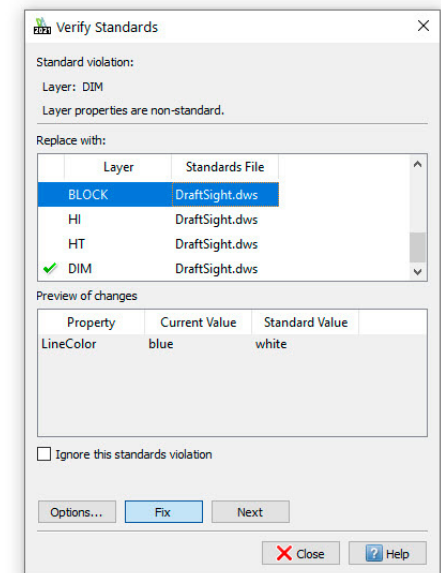 2021 Verify Standards
Standard violation:
Layer: DIM
Layer properties are non-standard.
Replace with:
Layer Standards File
BLOCK DraftSight.dws
HI DraftSight.dws
HT DraftSight.dws
DIM DraftSight.dws
Preview of changes
Property Current Value Standard Value
LineColor blue white
Ignore this standards violation
Options... Fix Next
Close Help